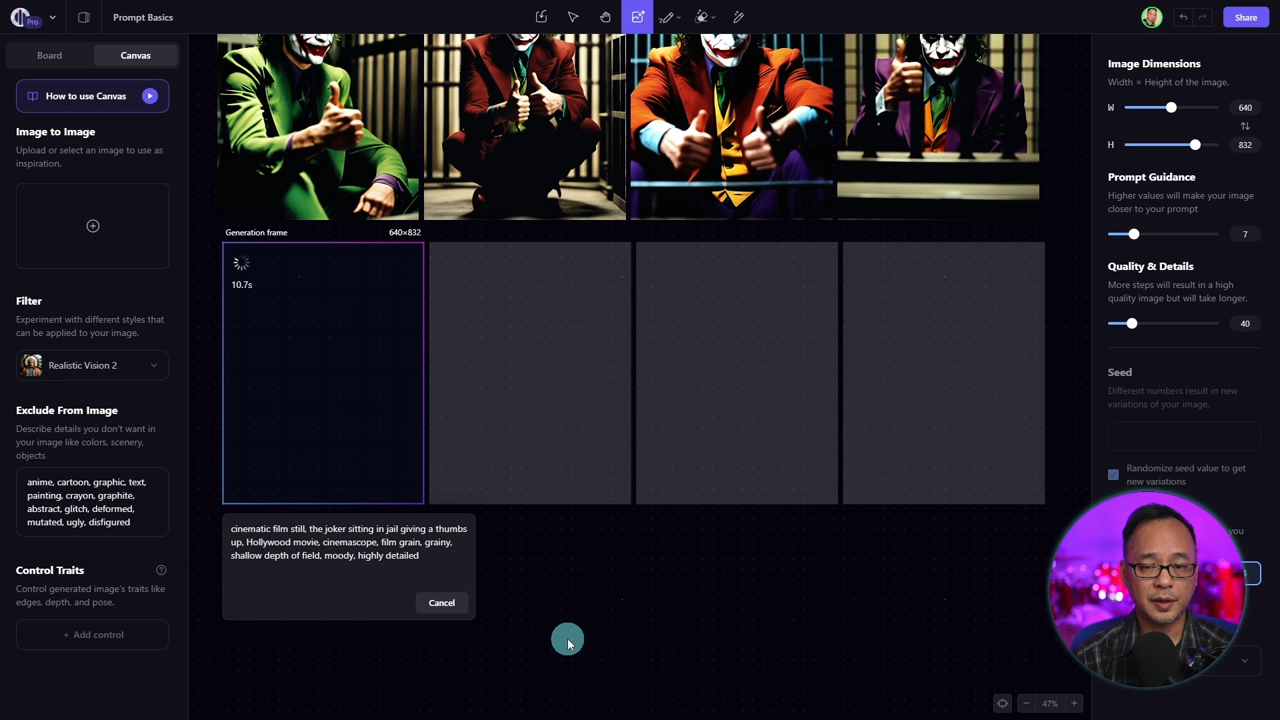 Pro
Prompt Basics
Share
Board
Canvas
How to use Canvas
Image to Image
Upload or select an image to use as
inspiration.
Filter
Experiment with different styles that
can be applied to your image.
Realistic Vision 2
Exclude From Image
Describe details you don't want in
your image like colors, scenery,
objects
anime, cartoon, graphic, text,
painting, crayon, graphite,
abstract, glitch, deformed,
mutated, ugly, disfigured
Control Traits
Control generated image's traits like
edges, depth, and pose.
+ Add control
Generation frame
640×832
10.7s
cinematic film still, the joker sitting in jail giving a thumbs
up, Hollywood movie, cinemascope, film grain, grainy,
shallow depth of field, moody, highly detailed
Cancel
Image Dimensions
Width × Height of the image.
W
640
H
832
Prompt Guidance
Higher values will make your image
closer to your prompt
7
Quality & Details
More steps will result in a high
quality image but will take longer.
40
Seed
Different numbers result in new
variations of your image.
Randomize seed value to get
new variations
you
47%